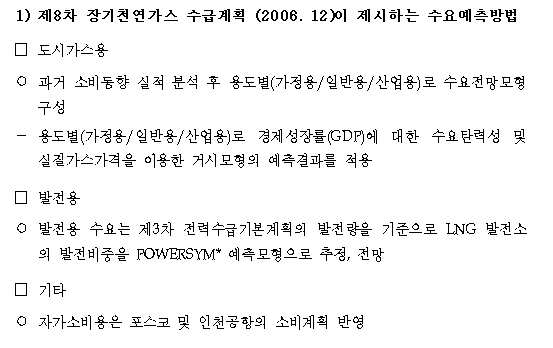 1) 제8차 장기천연가스 수급계획 (2006. 12)이 제시하는 수요예측방법
□ 도시가스용
○ 과거 소비동향 실적 분석 후 용도별(가정용/일반용/산업용)로 수요전망모형
구성
- 용도별(가정용/일반용/산업용)로 경제성장률(GDP)에 대한 수요탄력성 및
실질가스가격을 이용한 거시모형의 예측결과를 적용
□ 발전용
○ 발전용 수요는 제3차 전력수급기본계획의 발전량을 기준으로 LNG 발전소
의 발전비중을 POWERSYM* 예측모형으로 추정, 전망
□ 기타
○ 자가소비용은 포스코 및 인천공항의 소비계획 반영